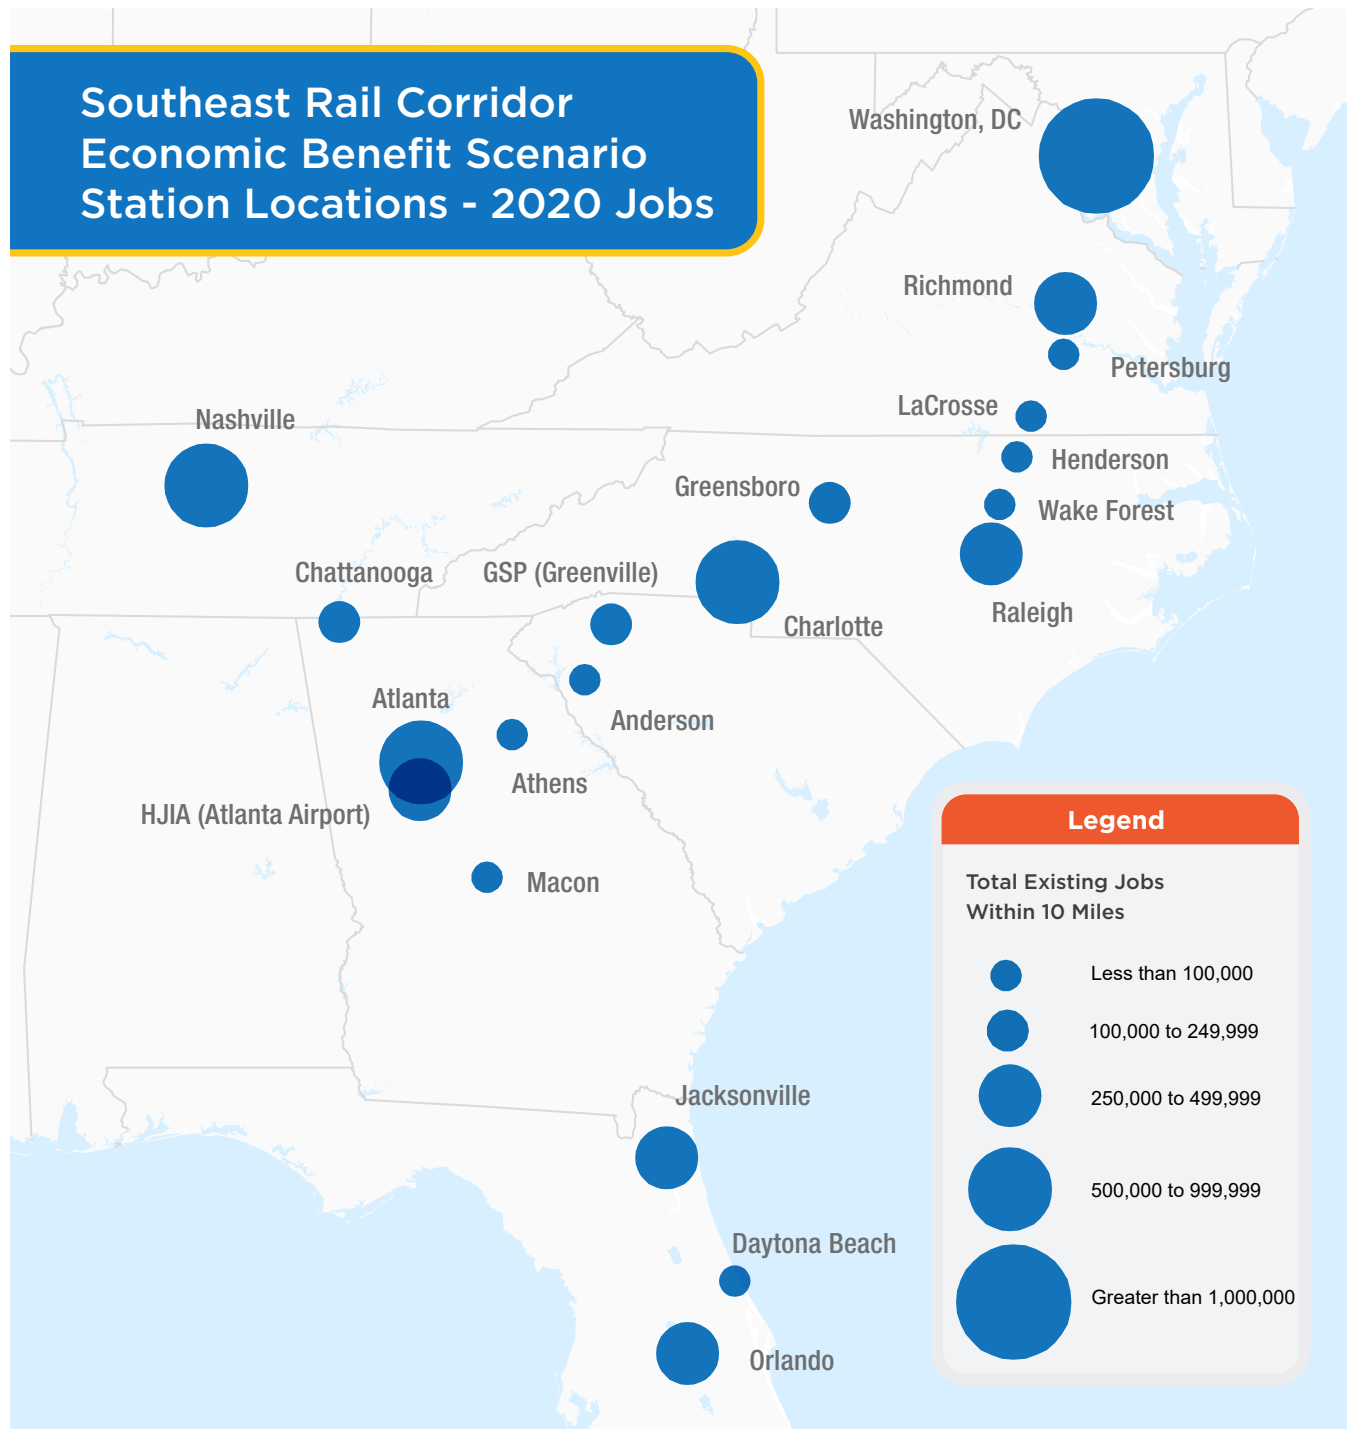 Southeast Rail Corridor
Economic Benefit Scenario
Station Locations - 2020 Jobs
Washington, DC
Richmond
Petersburg
LaCrosse
Nashville
Henderson
Greensboro
Wake Forest
Chattanooga
GSP (Greenville)
Raleigh
Charlotte
Atlanta
Anderson
Athens
HJIA (Atlanta Airport)
Macon
Jacksonville
Daytona Beach
Orlando
Legend
Total Existing Jobs
Within 10 Miles
Less than 100,000
100,000 to 249,999
250,000 to 499,999
500,000 to 999,999
Greater than 1,000,000